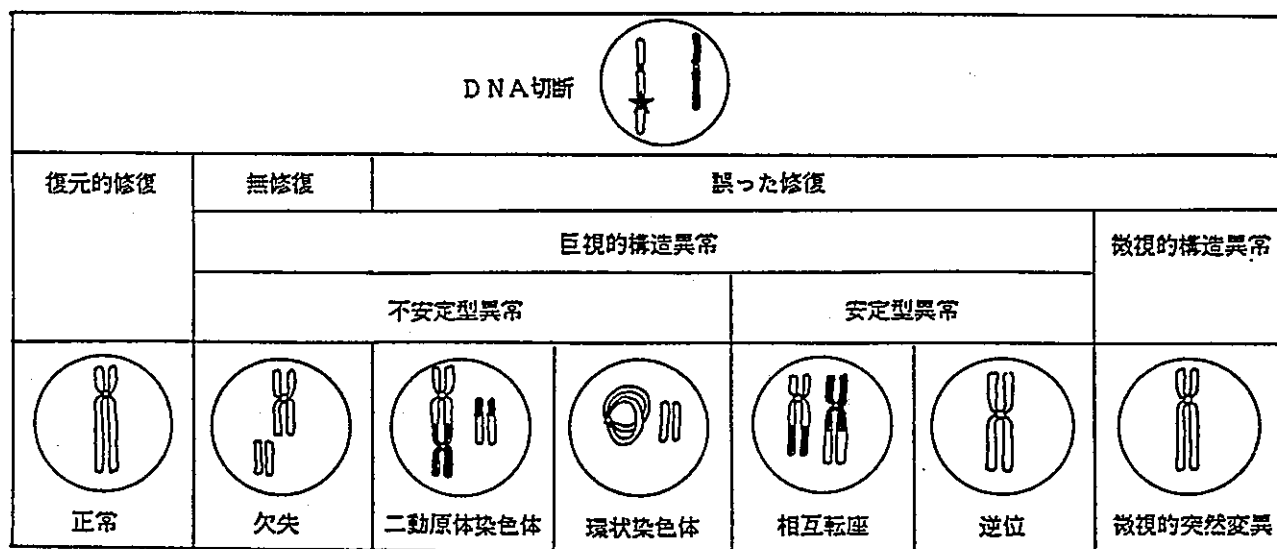 DNA切断
復元的修復
無修復
誤った修復
巨視的構造異常
微視的構造異常
不安定型異常
安定型異常
正常
欠失
二動原体染色体
環状染色体
相互転座
逆位
微視的突然変異